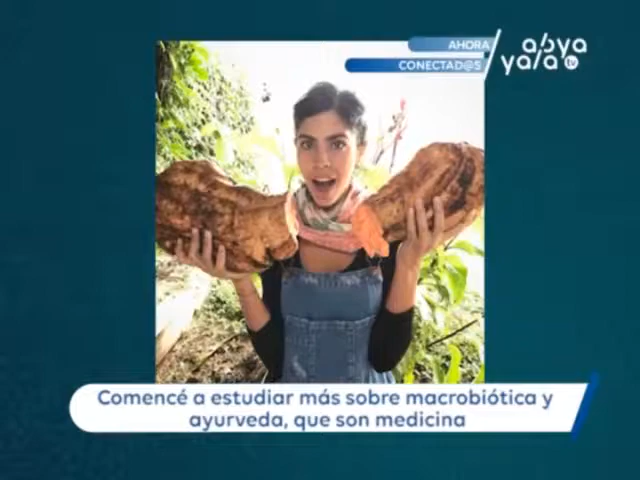 AHORA
CONECTAD@S
abya
yala tv
Comencé a estudiar más sobre macrobiótica y
ayurveda, que son medicina